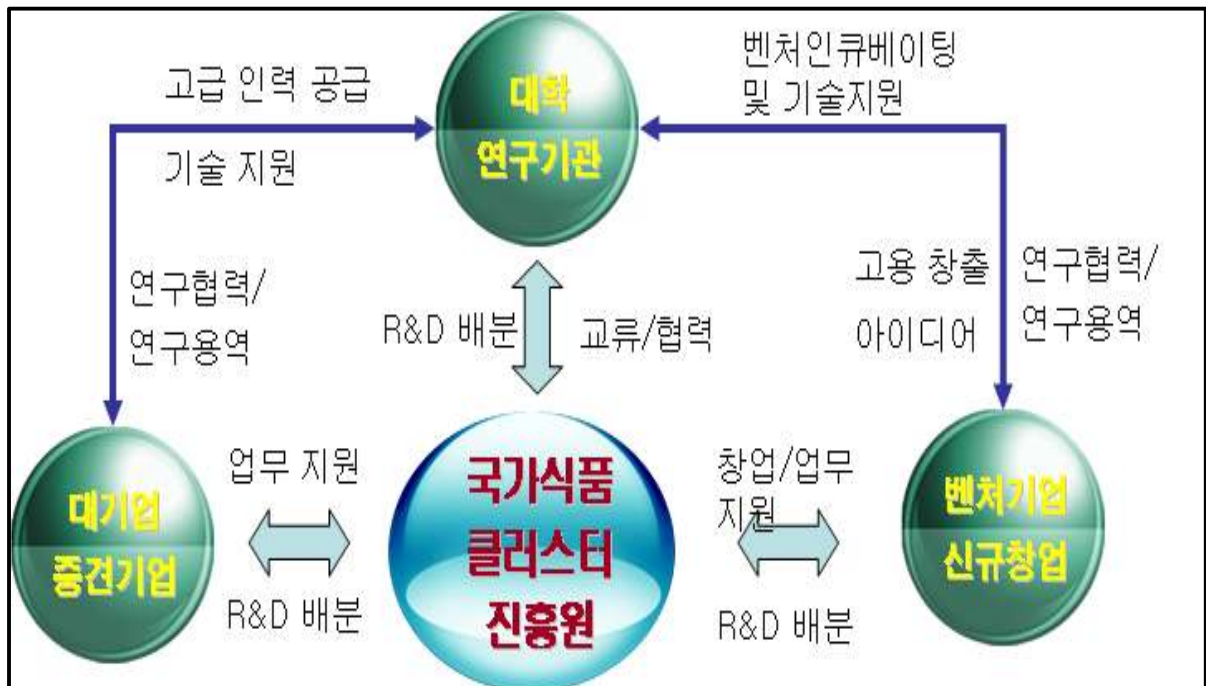 고급 인력 공급
기술 지원
대학
연구기관
벤처인큐베이팅
및 기술지원
연구협력/
연구용역
R&D 배분
교류/협력
고용 창출
아이디어
연구협력/
연구용역
대기업
중견기업
업무 지원
R&D 배분
국가식품
클러스터
진흥원
창업/업무
지원
R&D 배분
벤처기업
신규창업